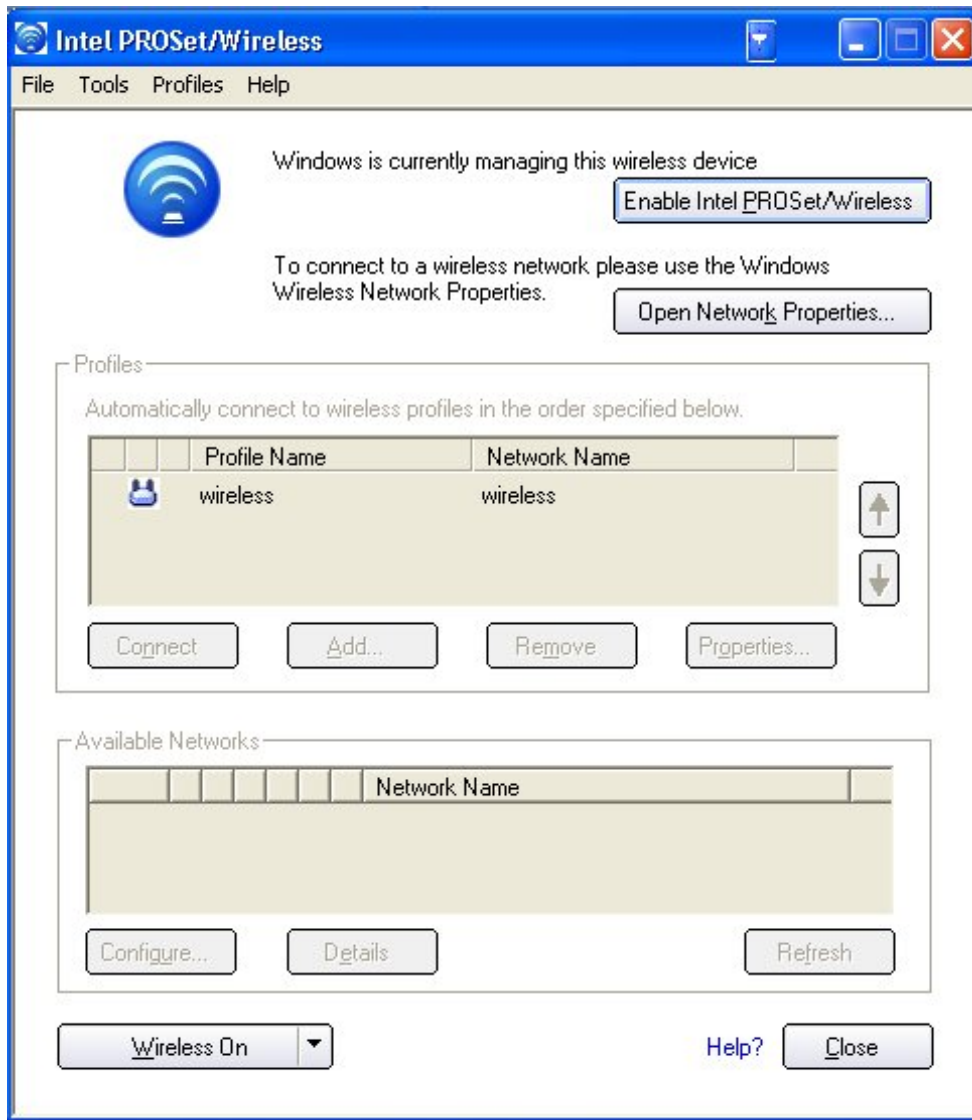 Intel PROSet/Wireless
File Tools Profiles Help
Windows is currently managing this wireless device
Enable Intel PROSet/Wireless
To connect to a wireless network please use the Windows
Wireless Network Properties.
Open Network Properties...
Profiles
Automatically connect to wireless profiles in the order specified below.
Profile Name Network Name
wireless wireless
Connect Add... Remove Properties...
Available Networks
Network Name
Configure... Details Refresh
Wireless On Help? Close